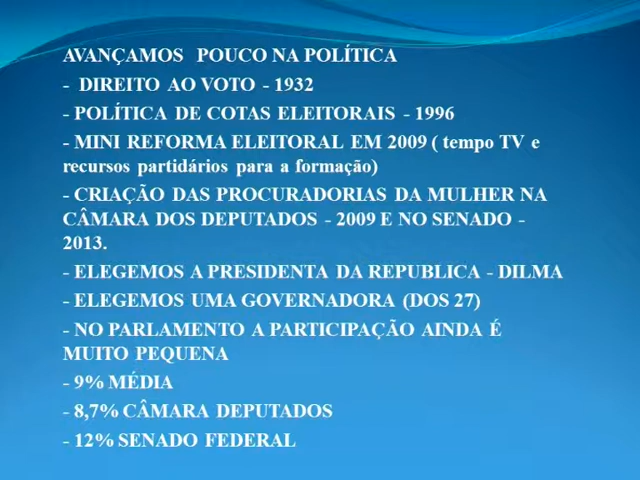 AVANÇAMOS POUCO NA POLÍTICA
- DIREITO AO VOTO - 1932
- POLÍTICA DE COTAS ELEITORAIS - 1996
- MINI REFORMA ELEITORAL EM 2009 ( tempo TV e
recursos partidários para a formação)
- CRIAÇÃO DAS PROCURADORIAS DA MULHER NA
CÂMARA DOS DEPUTADOS - 2009 E NO SENADO -
2013.
- ELEGEMOS A PRESIDENTA DA REPUBLICA - DILMA
- ELEGEMOS UMA GOVERNADORA (DOS 27)
- NO PARLAMENTO A PARTICIPAÇÃO AINDA É
MUITO PEQUENA
- 9% MÉDIA
- 8,7% CÂMARA DEPUTADOS
- 12% SENADO FEDERAL